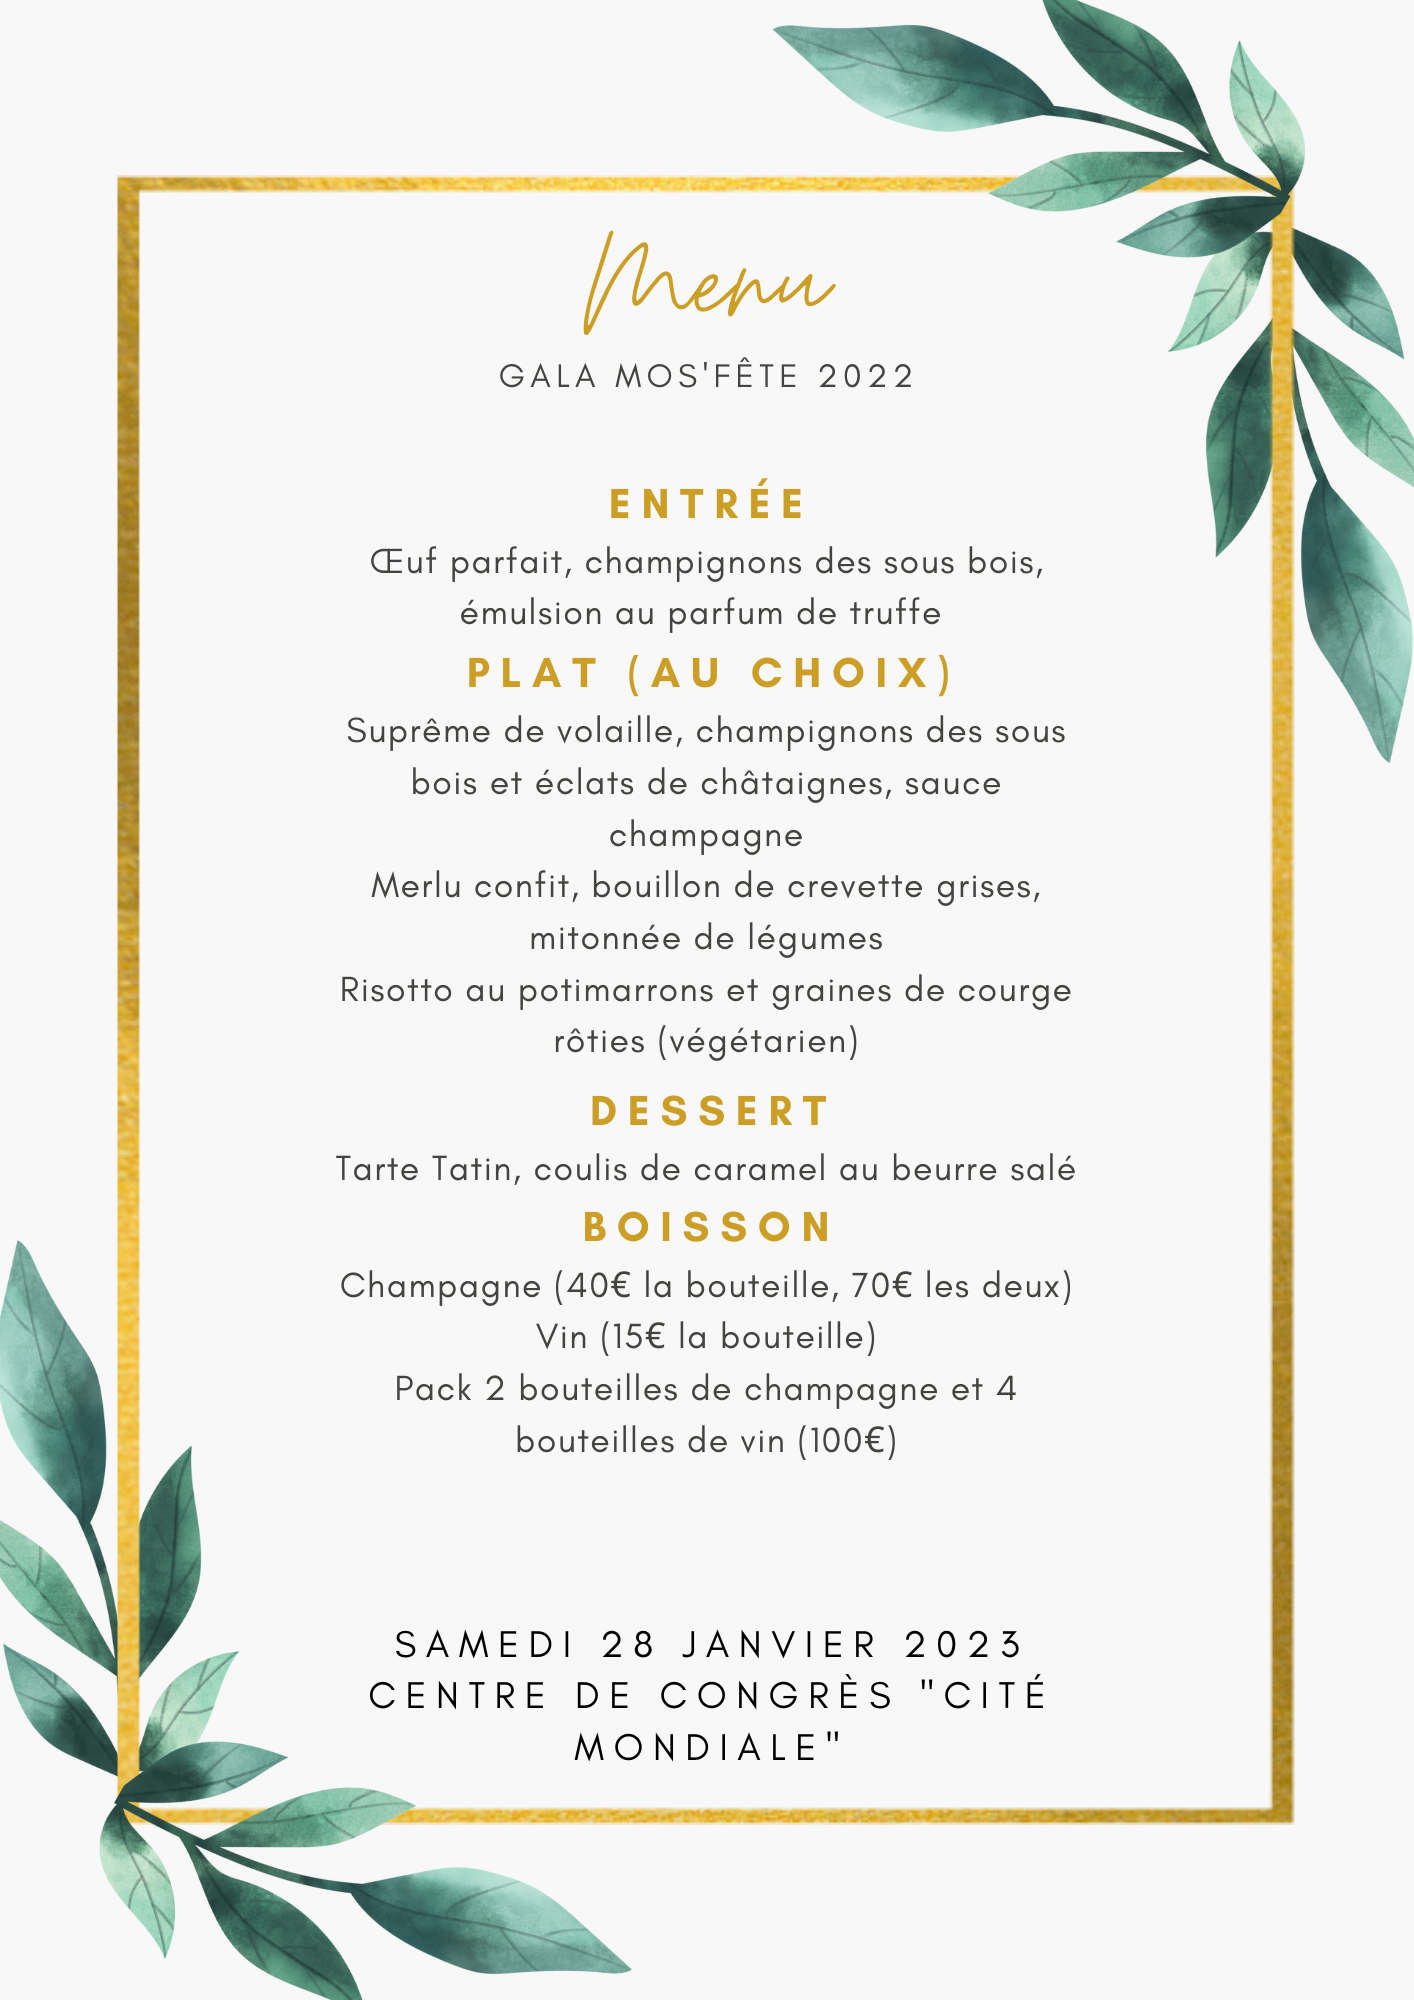 Menu
GALA MOS'FÊTE 2022
ENTRÉE
Œuf parfait, champignons des sous bois,
émulsion au parfum de truffe
PLAT (AU CHOIX)
Suprême de volaille, champignons des sous
bois et éclats de châtaignes, sauce
champagne
Merlu confit, bouillon de crevette grises,
mitonnée de légumes
Risotto au potimarrons et graines de courge
rôties (végétarien)
DESSERT
Tarte Tatin, coulis de caramel au beurre salé
BOISSON
Champagne (40€ la bouteille, 70€ les deux)
Vin (15€ la bouteille)
Pack 2 bouteilles de champagne et 4
bouteilles de vin (100€)
SAMEDI 28 JANVIER 2023
CENTRE DE CONGRÈS "CITÉ
MONDIALE"